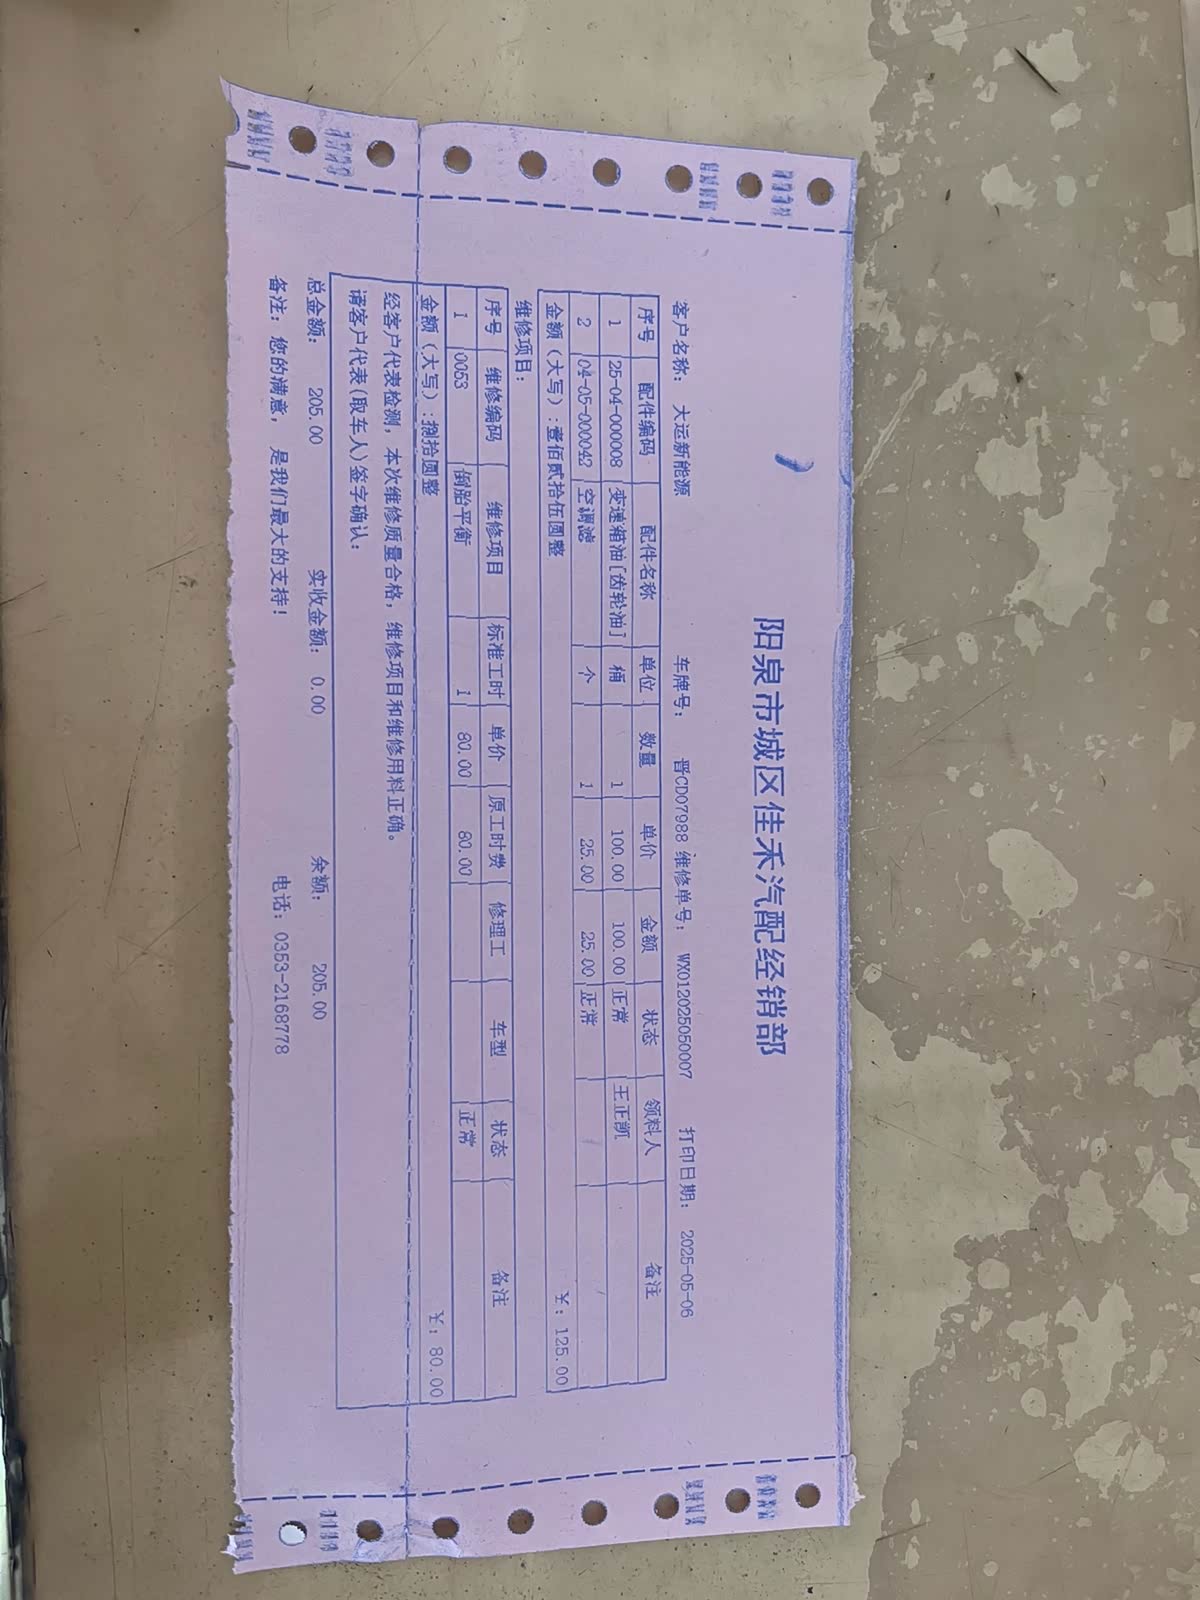 阳泉市城区佳禾汽配经销部
客户名称： 大运新能源 车牌号： 晋CD07988 维修单号： WX012025050007 打印日期： 2025-05-06
序号 配件编码 配件名称 单位 数量 单价 金额 状态 领料人 备注
1 25-04-000008 变速箱油[齿轮油] 桶 1 100.00 100.00 正常 王正凯
2 04-05-000042 空调滤 个 1 25.00 25.00 正常
金额（大写）:壹佰贰拾伍圆整 ￥: 125.00
维修项目：
序号 维修编码 维修项目 标准工时 单价 原工时费 修理工 车型 状态 备注
1 0053 倒胎平衡 1 80.00 80.00 正常
金额（大写）:捌拾圆整 ￥: 80.00
经客户代表检测，本次维修质量合格，维修项目和维修用料正确。
请客户代表(取车人)签字确认：
总金额： 205.00 实收金额： 0.00 余额： 205.00
备注：您的满意，是我们最大的支持！ 电话：0353-2168778